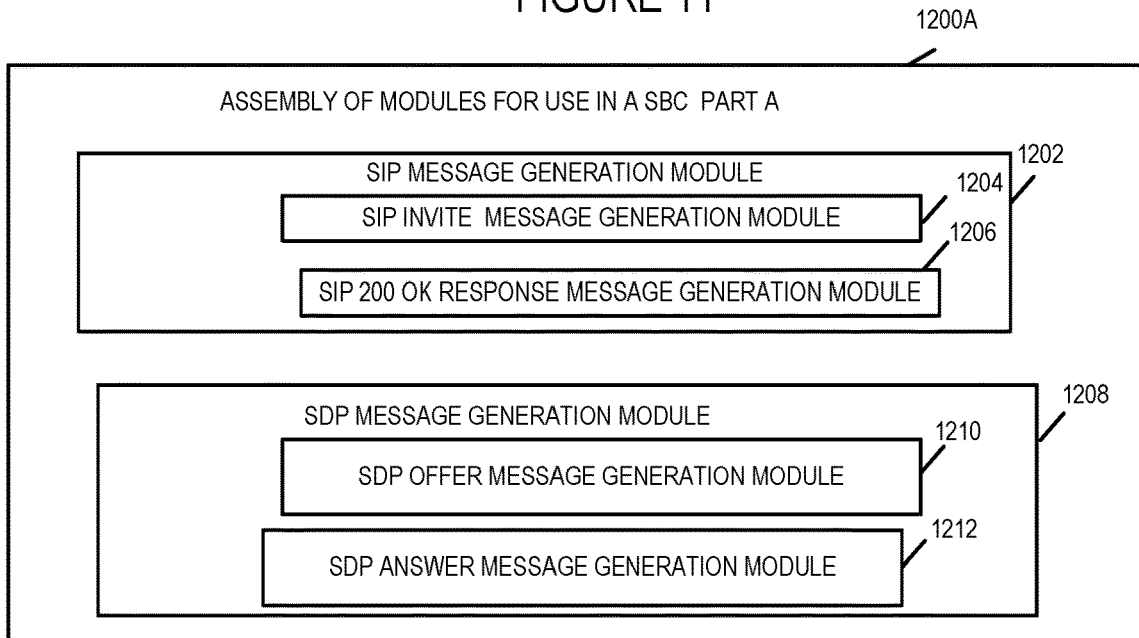 FIGURE 11
1200A
ASSEMBLY OF MODULES FOR USE IN A SBC PART A
1202
SIP MESSAGE GENERATION MODULE
1204
SIP INVITE MESSAGE GENERATION MODULE
1206
SIP 200 OK RESPONSE MESSAGE GENERATION MODULE
1208
SDP MESSAGE GENERATION MODULE
1210
SDP OFFER MESSAGE GENERATION MODULE
1212
SDP ANSWER MESSAGE GENERATION MODULE